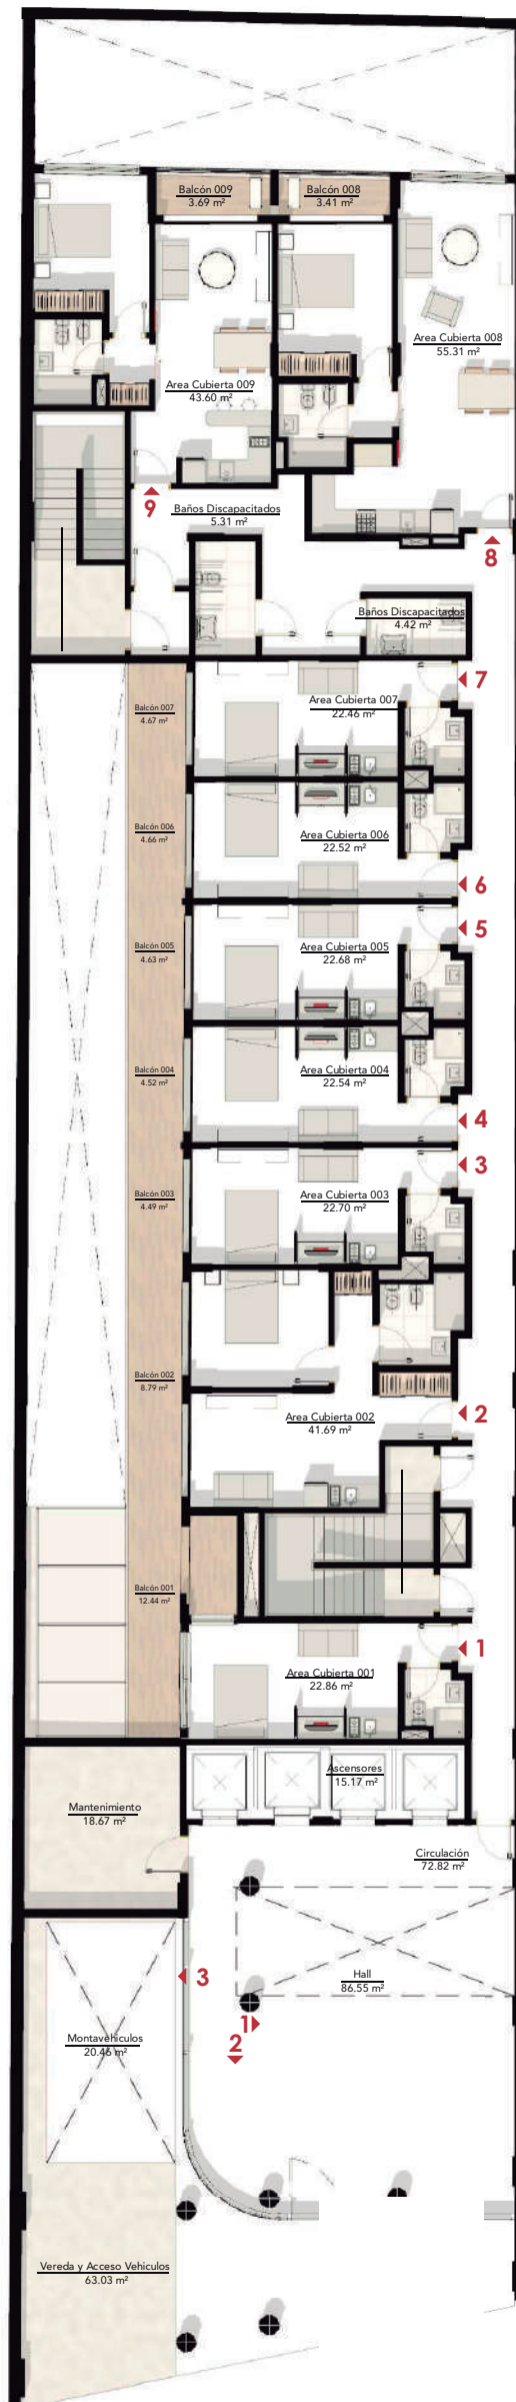 Balcón 009
3.69 m²
Balcón 008
3.41 m²
Area Cubierta 008
55.31 m²
Area Cubierta 009
43.60 m²
9
Baños Discapacitados
5.31 m²
8
Baños Discapacitados
4.42 m²
7
Area Cubierta 007
22.46 m²
Balcón 007
4.67 m²
Balcón 006
4.66 m²
Area Cubierta 006
22.52 m²
6
5
Balcón 005
4.63 m²
Area Cubierta 005
22.68 m²
Balcón 004
4.52 m²
Area Cubierta 004
22.54 m²
4
3
Balcón 003
4.49 m²
Area Cubierta 003
22.70 m²
Balcón 002
8.79 m²
Area Cubierta 002
41.69 m²
2
Balcón 001
12.44 m²
1
Area Cubierta 001
22.86 m²
Ascensores
15.17 m²
Mantenimiento
18.67 m²
Circulación
72.82 m²
Hall
86.55 m²
3
1
2
Montavehiculos
20.46 m²
Vereda y Acceso Vehiculos
63.03 m²